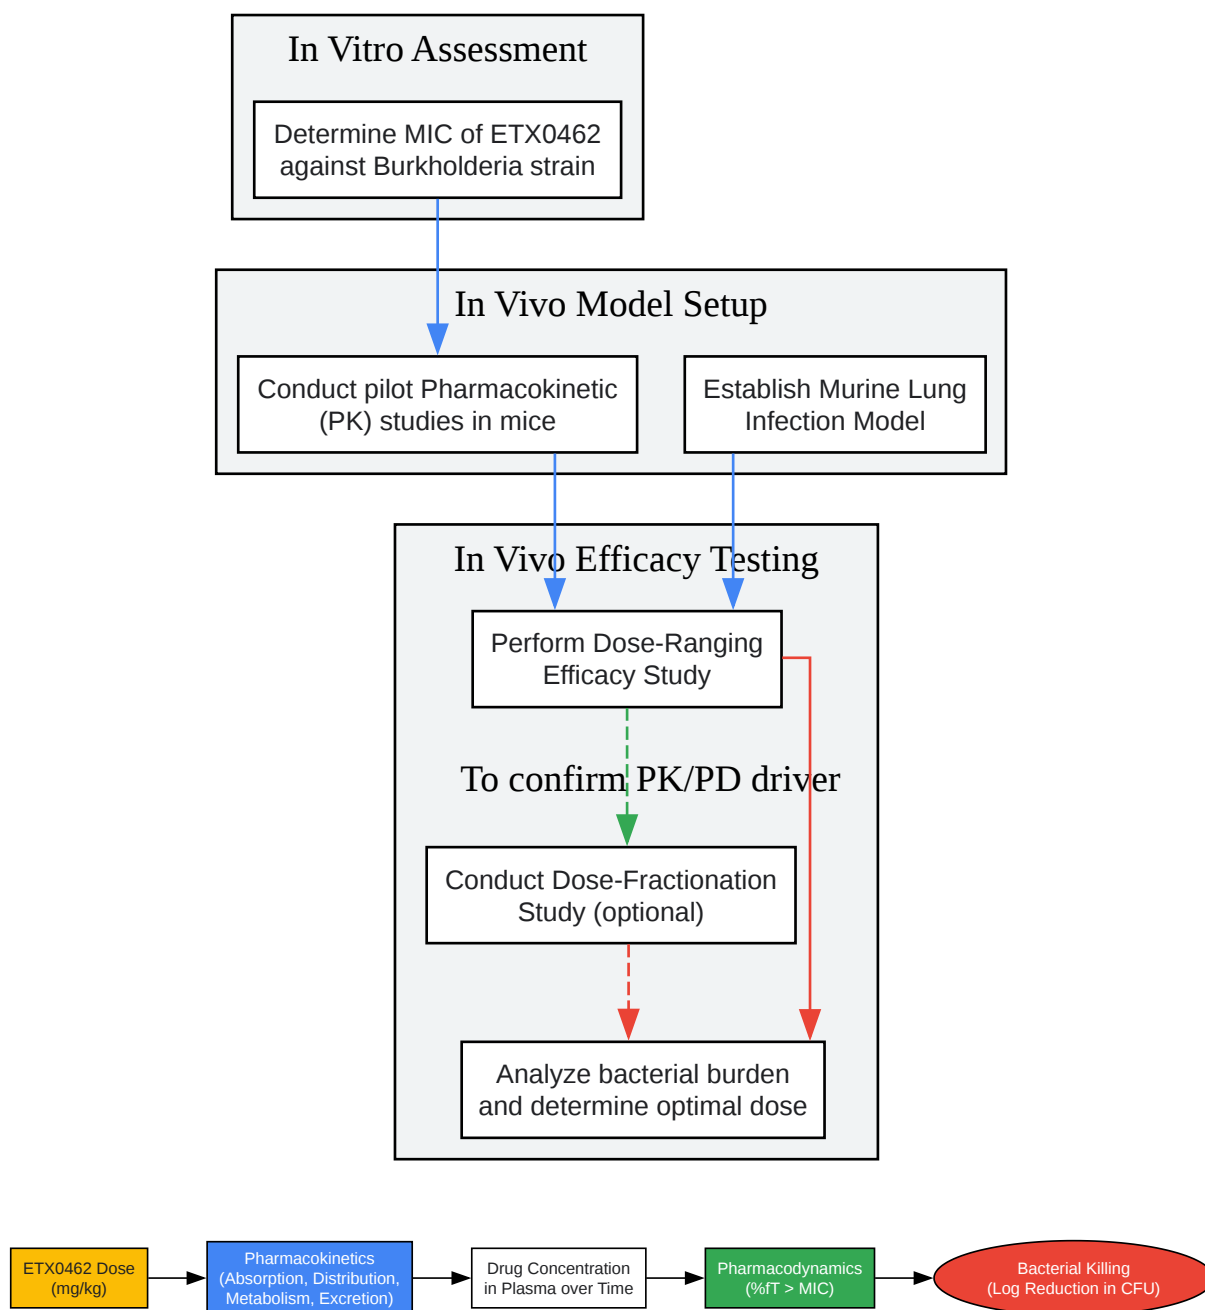 In Vitro Assessment
Determine MIC of ETX0462
against Burkholderia strain
In Vivo Model Setup
Conduct pilot Pharmacokinetic
(PK) studies in mice
Establish Murine Lung
Infection Model
In Vivo Efficacy Testing
Perform Dose-Ranging
Efficacy Study
To confirm PK/PD driver
Conduct Dose-Fractionation
Study (optional)
Analyze bacterial burden
and determine optimal dose
ETX0462 Dose
(mg/kg)
Pharmacokinetics
(Absorption, Distribution,
Metabolism, Excretion)
Drug Concentration
in Plasma over Time
Pharmacodynamics
(%fT > MIC)
Bacterial Killing
(Log Reduction in CFU)